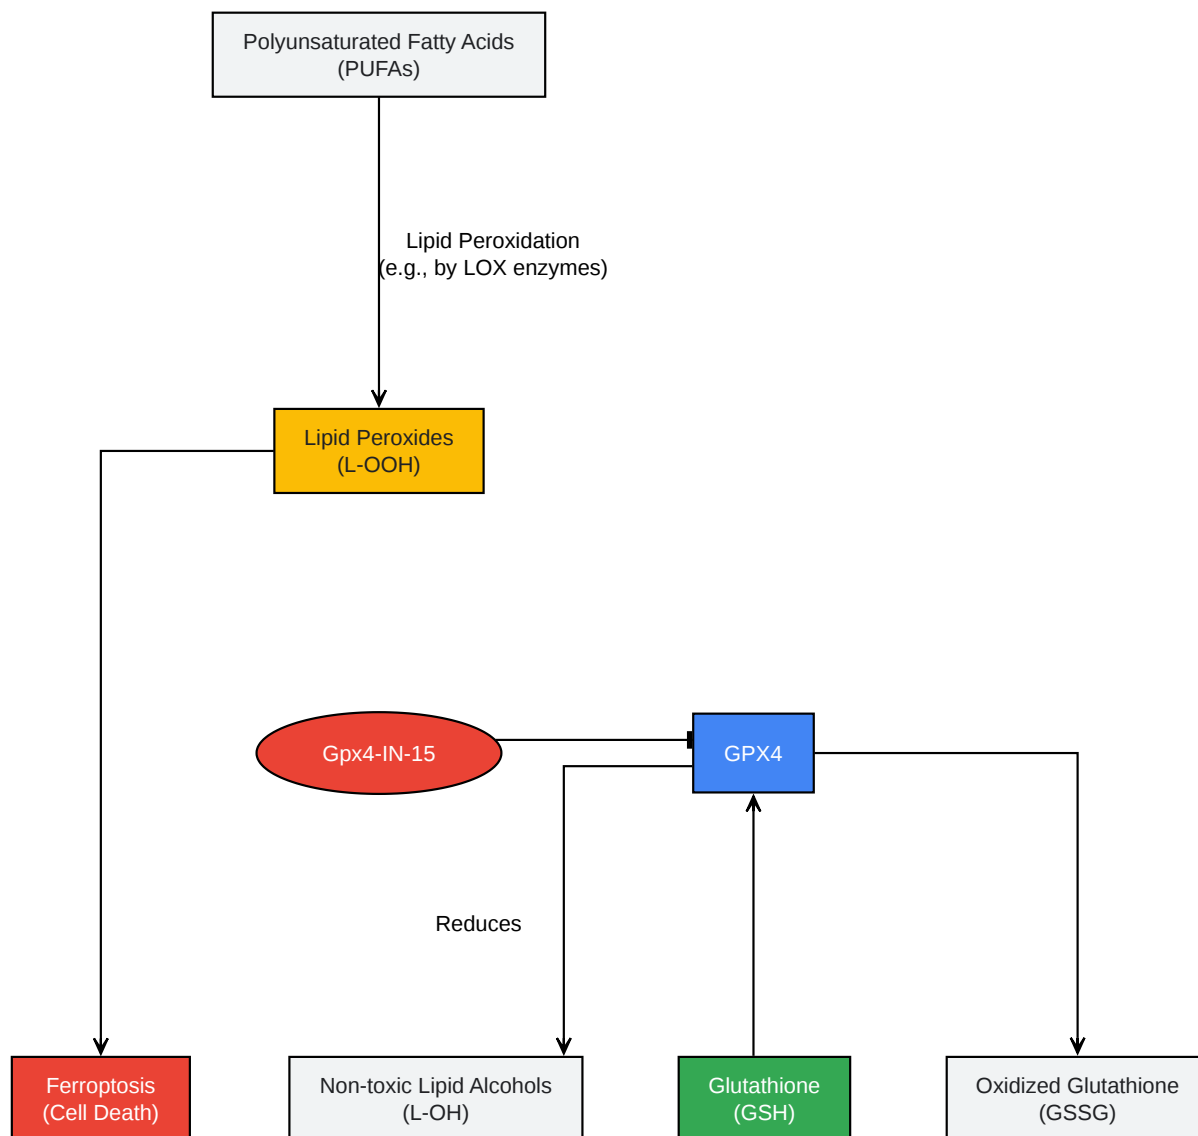 Polyunsaturated Fatty Acids
(PUFAs)
Lipid Peroxidation
(e.g., by LOX enzymes)
Lipid Peroxides
(L-OOH)
Gpx4-IN-15
GPX4
Reduces
Ferroptosis
(Cell Death)
Non-toxic Lipid Alcohols
(L-OH)
Glutathione
(GSH)
Oxidized Glutathione
(GSSG)